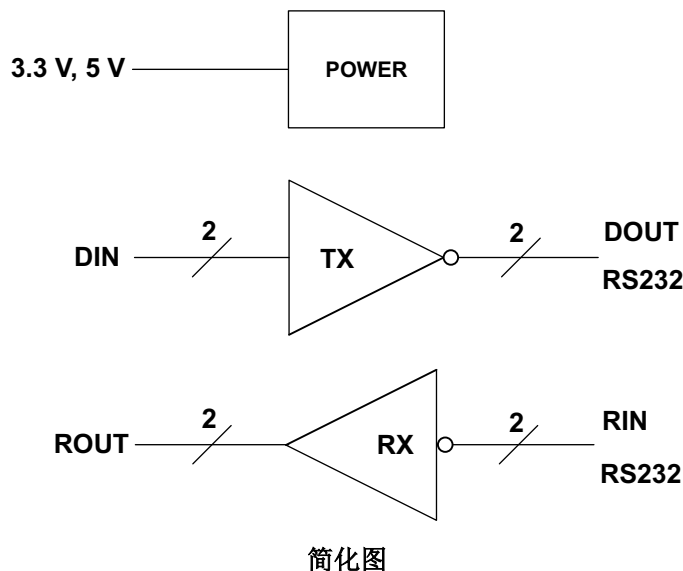 3.3 V, 5 V
POWER
DIN
2
TX
2
DOUT
RS232
ROUT
2
RX
2
RIN
RS232
简化图